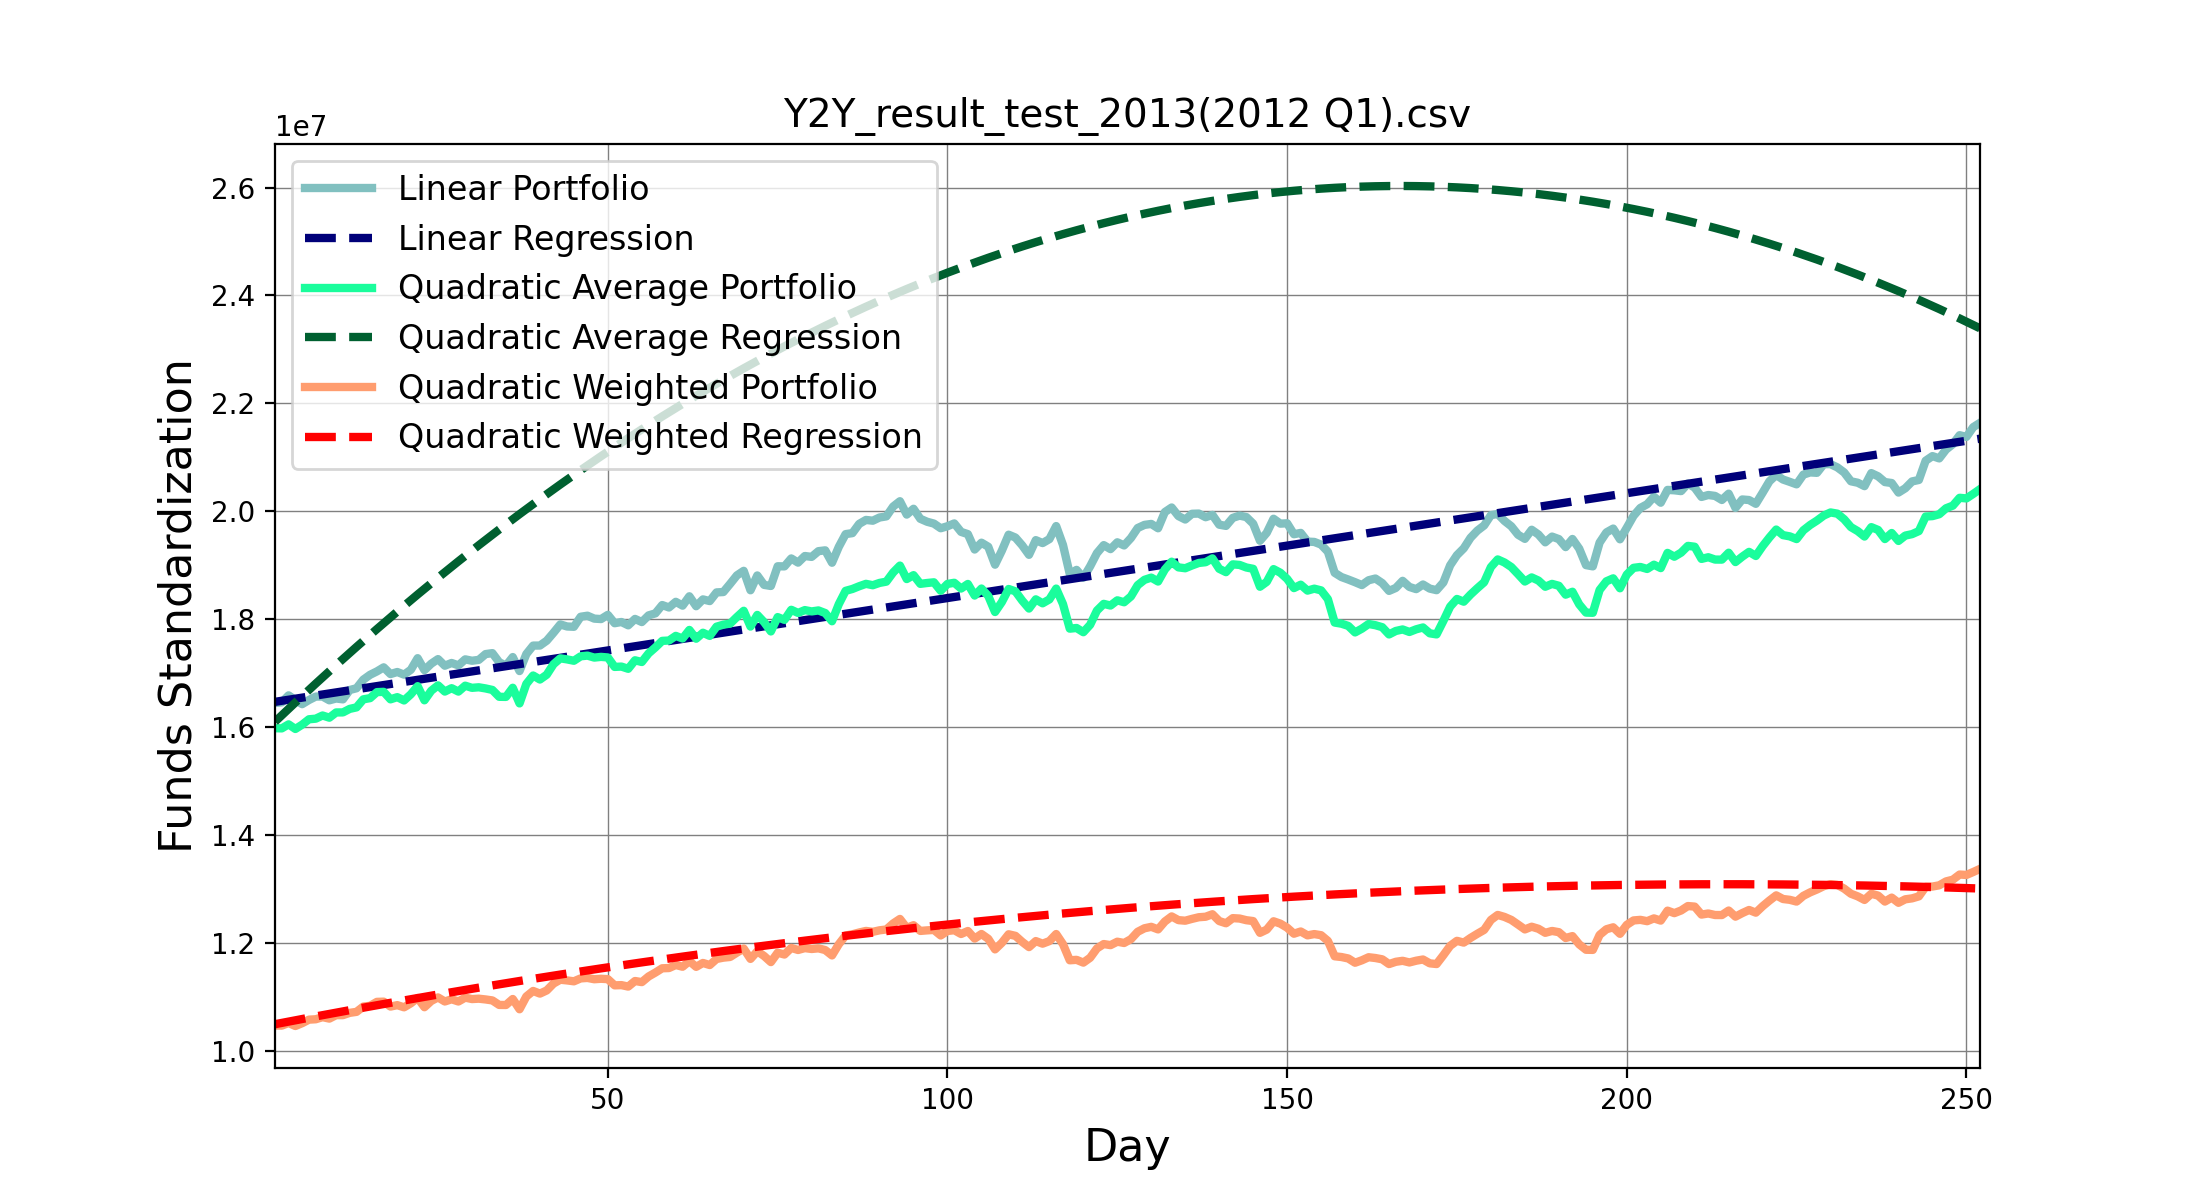 Y2Y_result_test_2013(2012 Q1).csv
1e7
Linear Portfolio
Linear Regression
Quadratic Average Portfolio
Quadratic Average Regression
Quadratic Weighted Portfolio
Quadratic Weighted Regression
Funds Standardization
2.6
2.4
2.2
2.0
1.8
1.6
1.4
1.2
1.0
50 100 150 200 250
Day